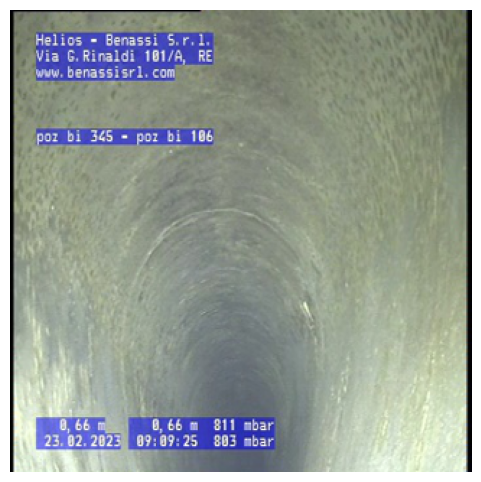 Helios - Benassi S.r.l.
Via G.Rinaldi 101/A, RE
www.benassisrl.com
poz bi 345 - poz bi 106
0,66 m 0,66 m 811 mbar
23.02.2023 09:09:25 803 mbar